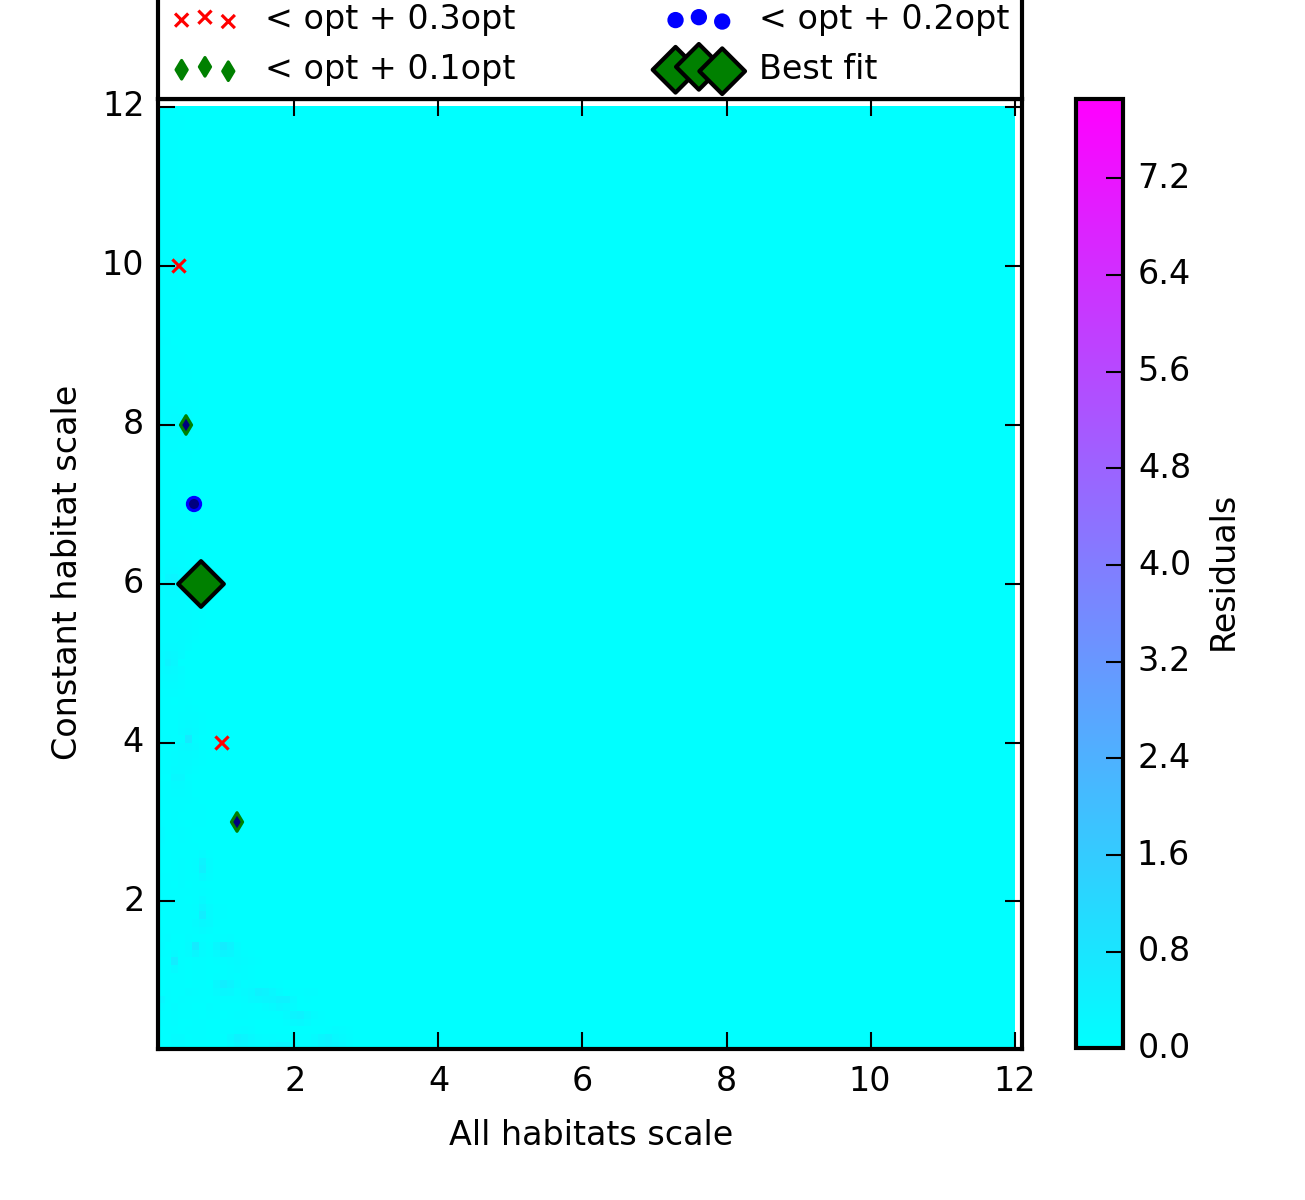 < opt + 0.3opt
< opt + 0.2opt
< opt + 0.1opt
Best fit
12
10
8
6
4
2
Constant habitat scale
2 4 6 8 10 12
All habitats scale
7.2
6.4
5.6
4.8
4.0
3.2
2.4
1.6
0.8
0.0
Residuals